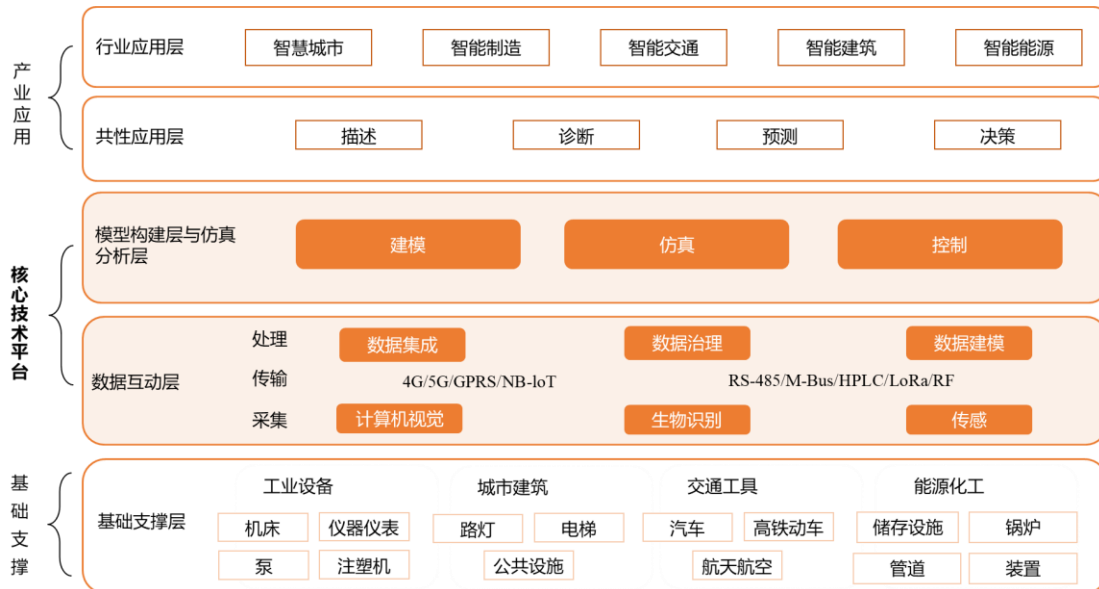 产业应用
行业应用层
智慧城市 智能制造 智能交通 智能建筑 智能能源
共性应用层
描述 诊断 预测 决策
核心技术平台
模型构建层与仿真
分析层
建模 仿真 控制
数据互动层
处理 数据集成 数据治理 数据建模
传输 4G/5G/GPRS/NB-loT RS-485/M-Bus/HPLC/LoRa/RF
采集 计算机视觉 生物识别 传感
基础支撑
基础支撑层
工业设备 城市建筑 交通工具 能源化工
机床 仪器仪表 路灯 电梯 汽车 高铁动车 储存设施 锅炉
泵 注塑机 公共设施 航天航空 管道 装置